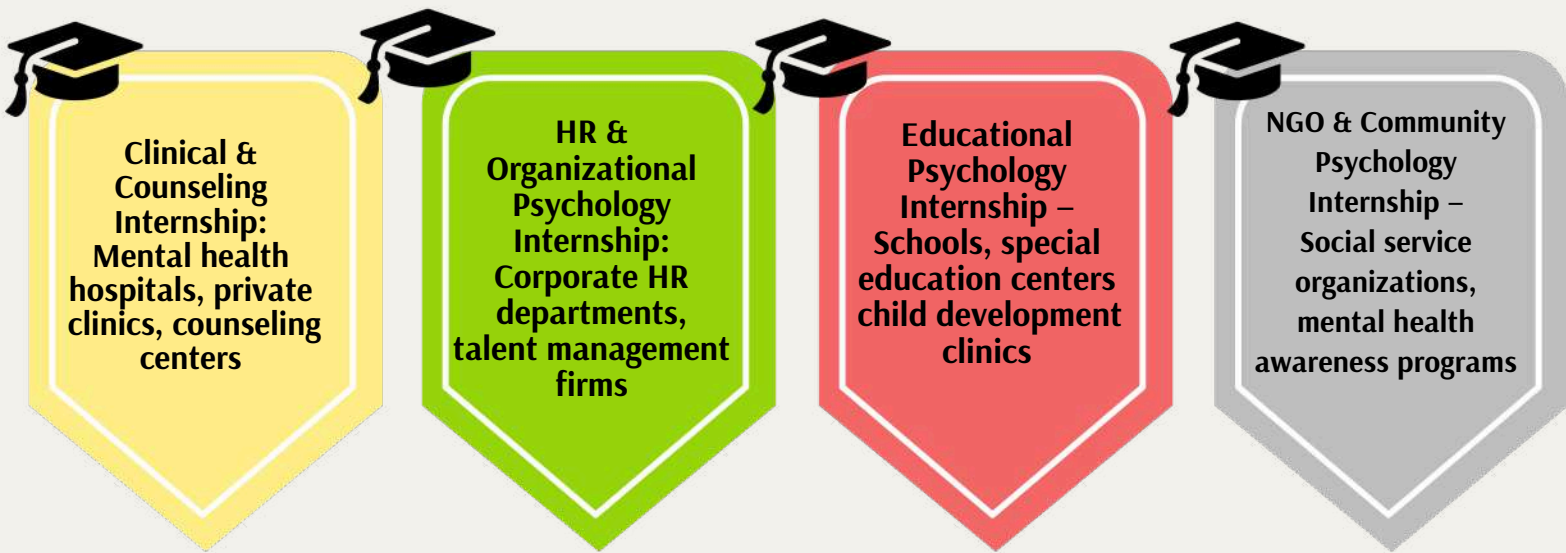 Clinical &
Counseling
Internship:
Mental health
hospitals, private
clinics, counseling
centers
HR &
Organizational
Psychology
Internship:
Corporate HR
departments,
talent management
firms
Educational
Psychology
Internship –
Schools, special
education centers
child development
clinics
NGO & Community
Psychology
Internship –
Social service
organizations,
mental health
awareness programs